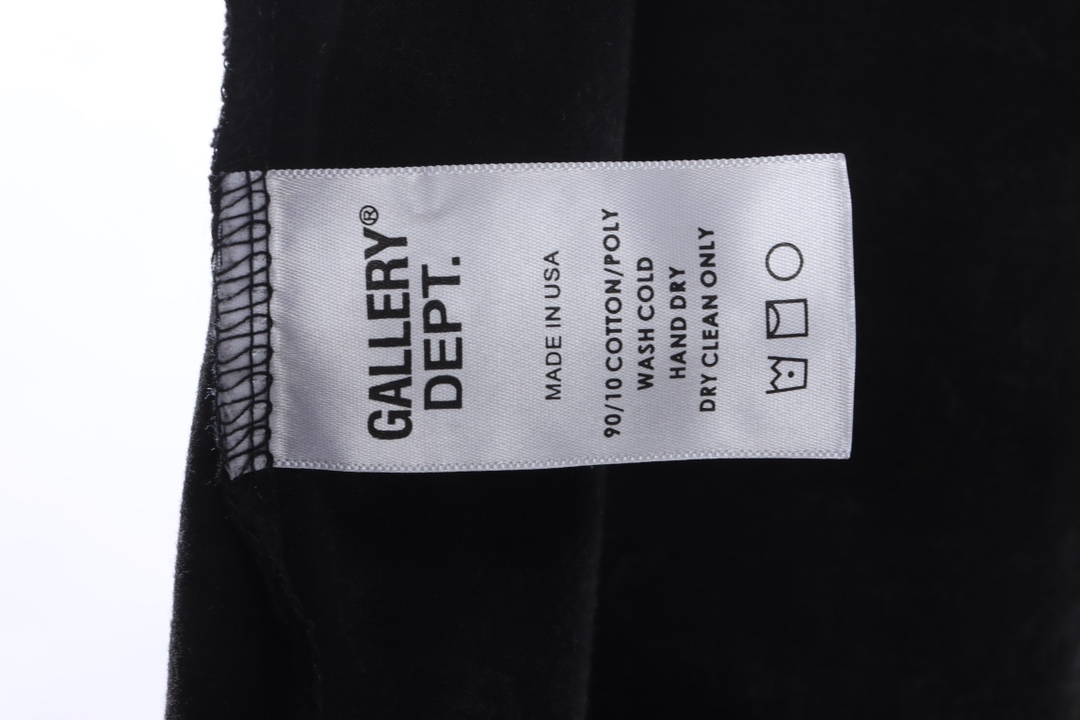 GALLERY®
DEPT.
MADE IN USA
90/10 COTTON/POLY
WASH COLD
HAND DRY
DRY CLEAN ONLY